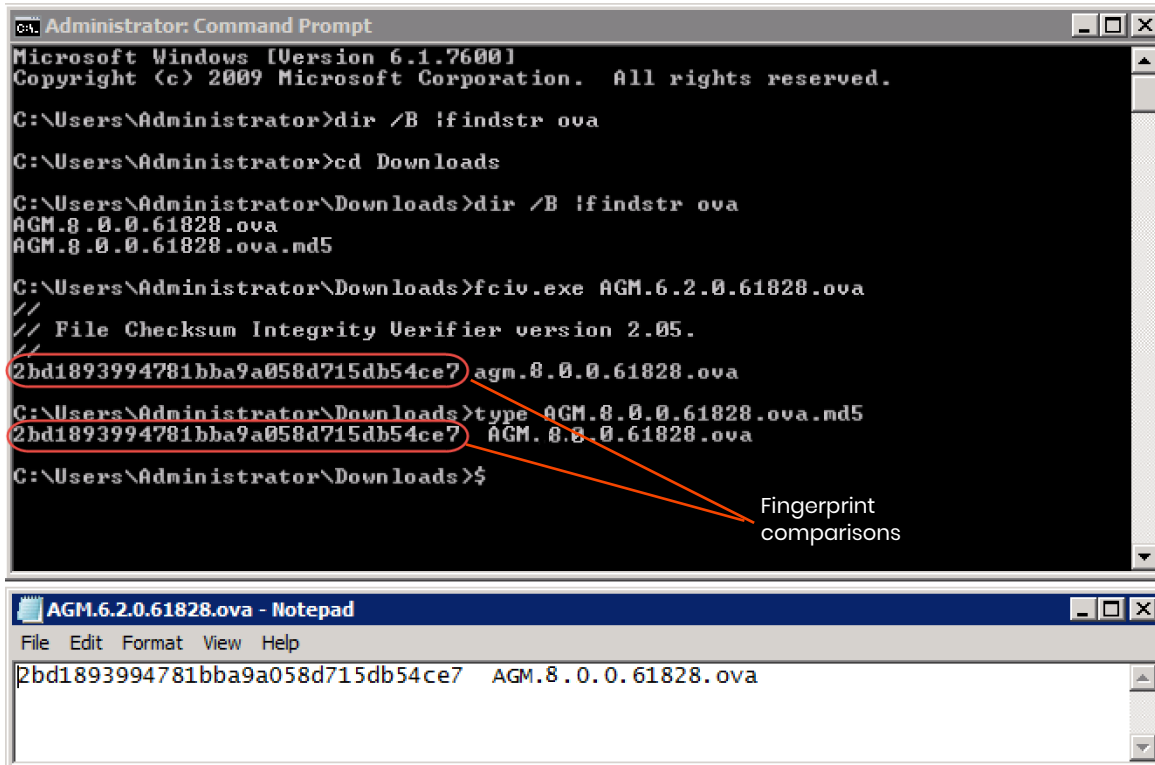 Administrator: Command Prompt
Microsoft Windows [Version 6.1.7600]
Copyright (c) 2009 Microsoft Corporation.  All rights reserved.
C:\Users\Administrator>dir /B |findstr ova
C:\Users\Administrator>cd Downloads
C:\Users\Administrator\Downloads>dir /B |findstr ova
AGM.8.0.0.61828.ova
AGM.8.0.0.61828.ova.md5
C:\Users\Administrator\Downloads>fciv.exe AGM.6.2.0.61828.ova
//
// File Checksum Integrity Verifier version 2.05.
//
2bd1893994781bba9a058d715db54ce7 agm.8.0.0.61828.ova
C:\Users\Administrator\Downloads>type AGM.8.0.0.61828.ova.md5
2bd1893994781bba9a058d715db54ce7  AGM.8.0.0.61828.ova
C:\Users\Administrator\Downloads>$
Fingerprint
comparisons
AGM.6.2.0.61828.ova - Notepad
File Edit Format View Help
2bd1893994781bba9a058d715db54ce7  AGM.8.0.0.61828.ova